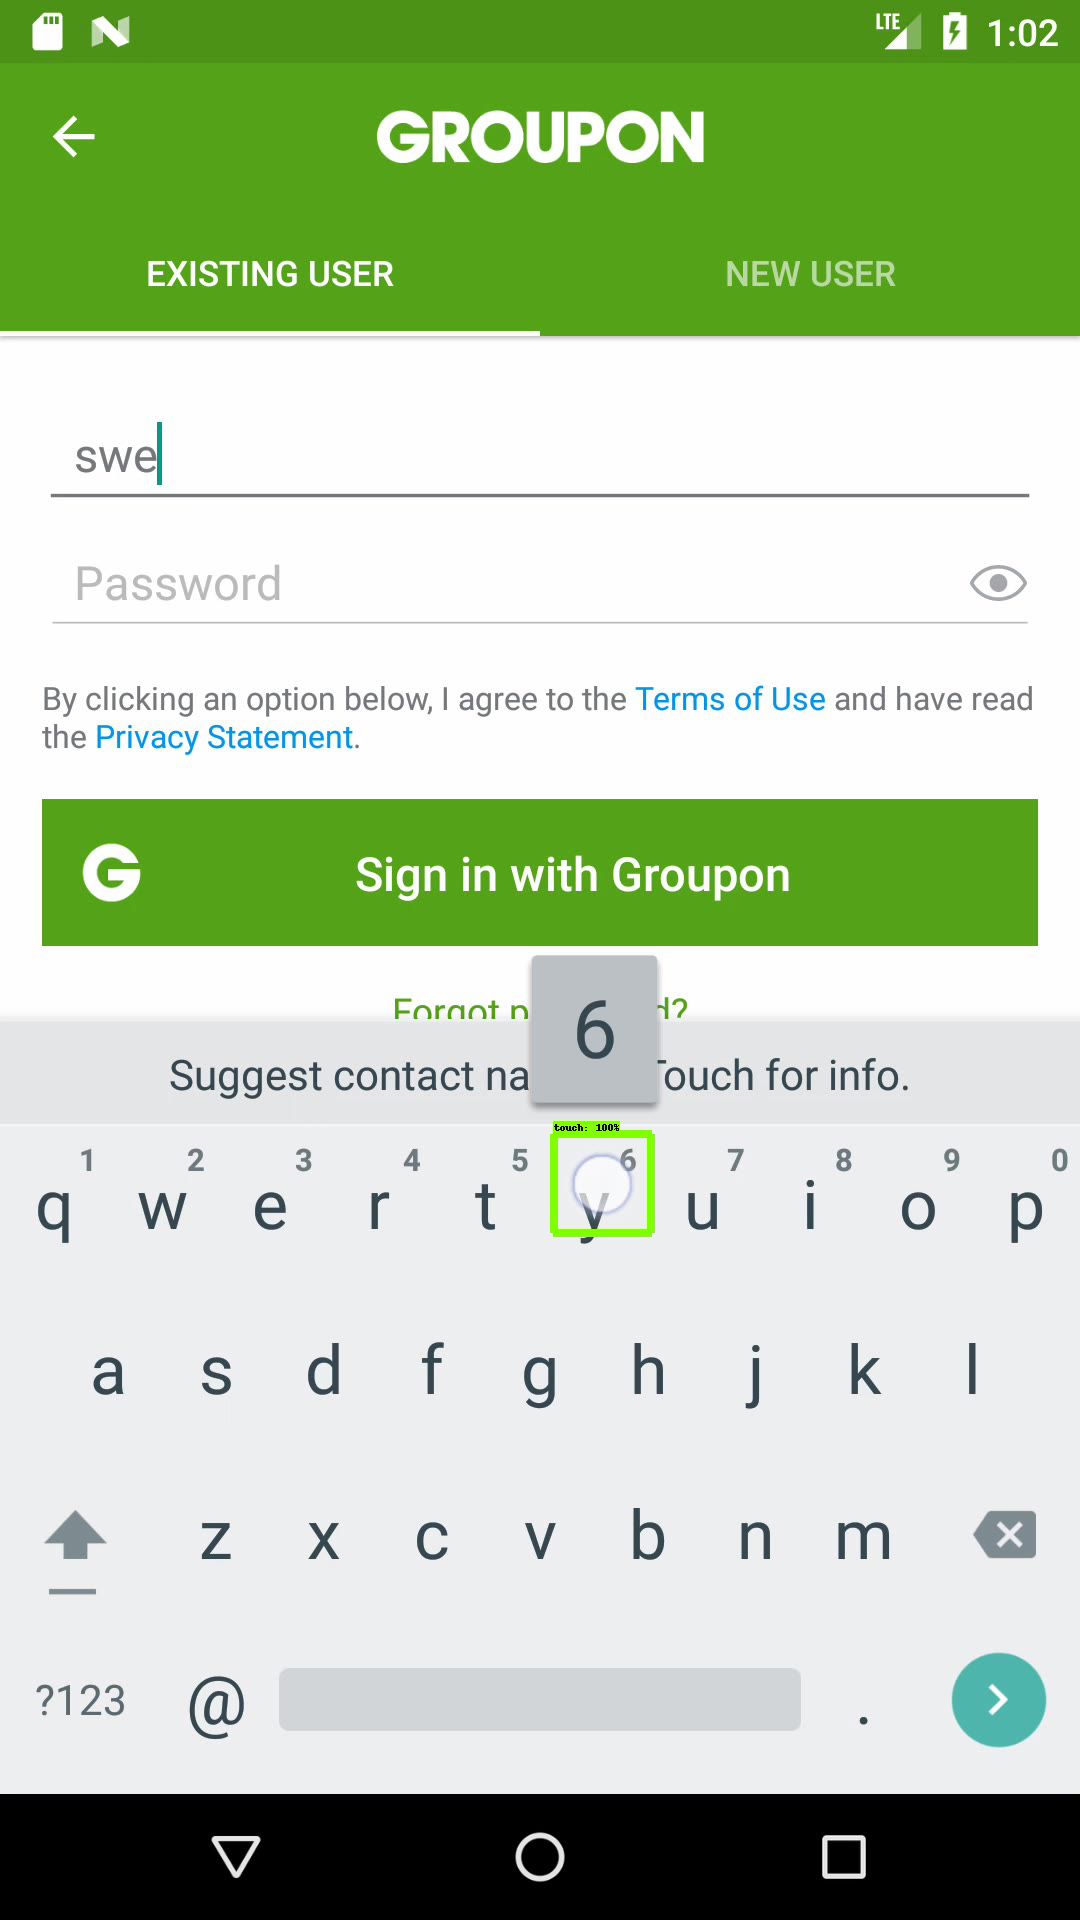 LTE 1:02
GROUPON
EXISTING USER NEW USER
swe
Password
By clicking an option below, I agree to the Terms of Use and have read
the Privacy Statement.
G Sign in with Groupon
6
Forgot p d?
Suggest contact na Touch for info.
touch: 100%
1 2 3 4 5 6 7 8 9 0
q w e r t y u i o p
a s d f g h j k l
z x c v b n m
?123 @ .